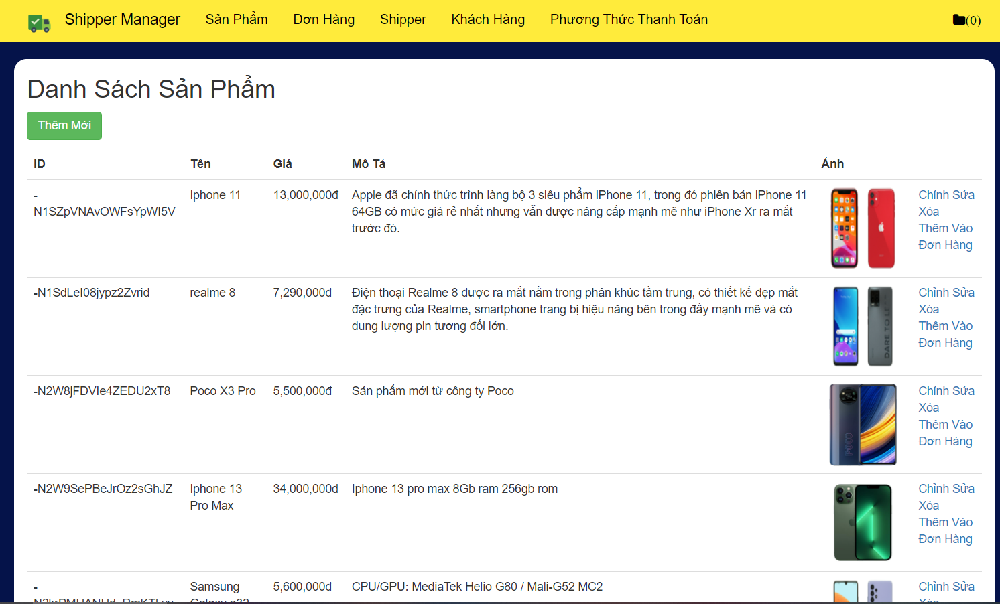 Shipper Manager Sản Phẩm Đơn Hàng Shipper Khách Hàng Phương Thức Thanh Toán (0)
Danh Sách Sản Phẩm
Thêm Mới
ID Tên Giá Mô Tả Ảnh
-
N1SZpVNAvOWFsYpWI5V
Iphone 11
13,000,000đ
Apple đã chính thức trình làng bộ 3 siêu phẩm iPhone 11, trong đó phiên bản iPhone 11
64GB có mức giá rẻ nhất nhưng vẫn được nâng cấp mạnh mẽ như iPhone Xr ra mắt
trước đó.
Chỉnh Sửa
Xóa
Thêm Vào
Đơn Hàng
-N1SdLeI08jypz2Zvrid
realme 8
7,290,000đ
Điện thoại Realme 8 được ra mắt nằm trong phân khúc tầm trung, có thiết kế đẹp mắt
đặc trưng của Realme, smartphone trang bị hiệu năng bên trong đầy mạnh mẽ và có
dung lượng pin tương đối lớn.
DARE TO LE
Chỉnh Sửa
Xóa
Thêm Vào
Đơn Hàng
-N2W8jFDVIe4ZEDU2xT8
Poco X3 Pro
5,500,000đ
Sản phẩm mới từ công ty Poco
POCO
Chỉnh Sửa
Xóa
Thêm Vào
Đơn Hàng
-N2W9SePBeJrOz2sGhJZ
Iphone 13
Pro Max
34,000,000đ
Iphone 13 pro max 8Gb ram 256gb rom
Chỉnh Sửa
Xóa
Thêm Vào
Đơn Hàng
-
Samsung
Galaxy a32
5,600,000đ
CPU/GPU: MediaTek Helio G80 / Mali-G52 MC2
Chỉnh Sửa
Xóa